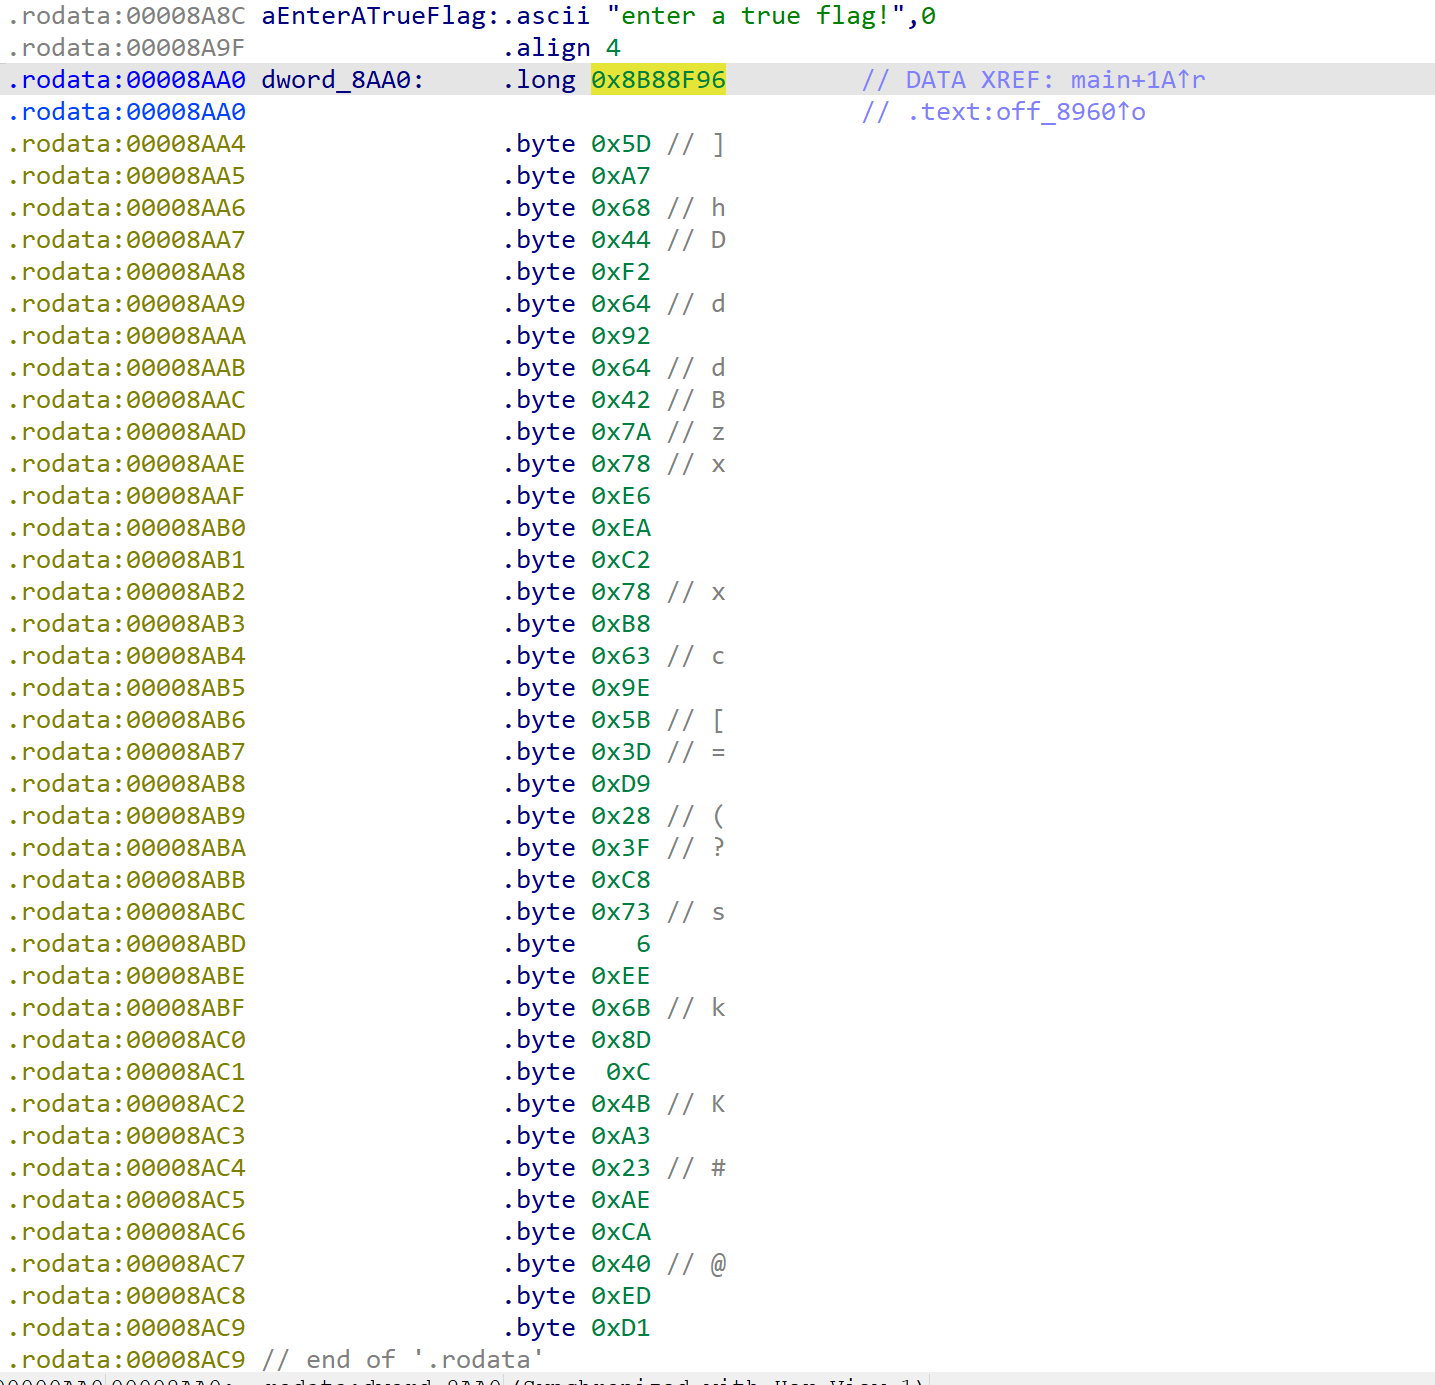 .rodata:00008A8C aEnterATrueFlag:.ascii "enter a true flag!",0
.rodata:00008A9F .align 4
.rodata:00008AA0 dword_8AA0: .long 0x8B88F96 // DATA XREF: main+1A↑r
.rodata:00008AA0 // .text:off_8960↑o
.rodata:00008AA4 .byte 0x5D // ]
.rodata:00008AA5 .byte 0xA7
.rodata:00008AA6 .byte 0x68 // h
.rodata:00008AA7 .byte 0x44 // D
.rodata:00008AA8 .byte 0xF2
.rodata:00008AA9 .byte 0x64 // d
.rodata:00008AAA .byte 0x92
.rodata:00008AAB .byte 0x64 // d
.rodata:00008AAC .byte 0x42 // B
.rodata:00008AAD .byte 0x7A // z
.rodata:00008AAE .byte 0x78 // x
.rodata:00008AAF .byte 0xE6
.rodata:00008AB0 .byte 0xEA
.rodata:00008AB1 .byte 0xC2
.rodata:00008AB2 .byte 0x78 // x
.rodata:00008AB3 .byte 0xB8
.rodata:00008AB4 .byte 0x63 // c
.rodata:00008AB5 .byte 0x9E
.rodata:00008AB6 .byte 0x5B // [
.rodata:00008AB7 .byte 0x3D // =
.rodata:00008AB8 .byte 0xD9
.rodata:00008AB9 .byte 0x28 // (
.rodata:00008ABA .byte 0x3F // ?
.rodata:00008ABB .byte 0xC8
.rodata:00008ABC .byte 0x73 // s
.rodata:00008ABD .byte 6
.rodata:00008ABE .byte 0xEE
.rodata:00008ABF .byte 0x6B // k
.rodata:00008AC0 .byte 0x8D
.rodata:00008AC1 .byte 0xC
.rodata:00008AC2 .byte 0x4B // K
.rodata:00008AC3 .byte 0xA3
.rodata:00008AC4 .byte 0x23 // #
.rodata:00008AC5 .byte 0xAE
.rodata:00008AC6 .byte 0xCA
.rodata:00008AC7 .byte 0x40 // @
.rodata:00008AC8 .byte 0xED
.rodata:00008AC9 .byte 0xD1
.rodata:00008AC9 // end of '.rodata'